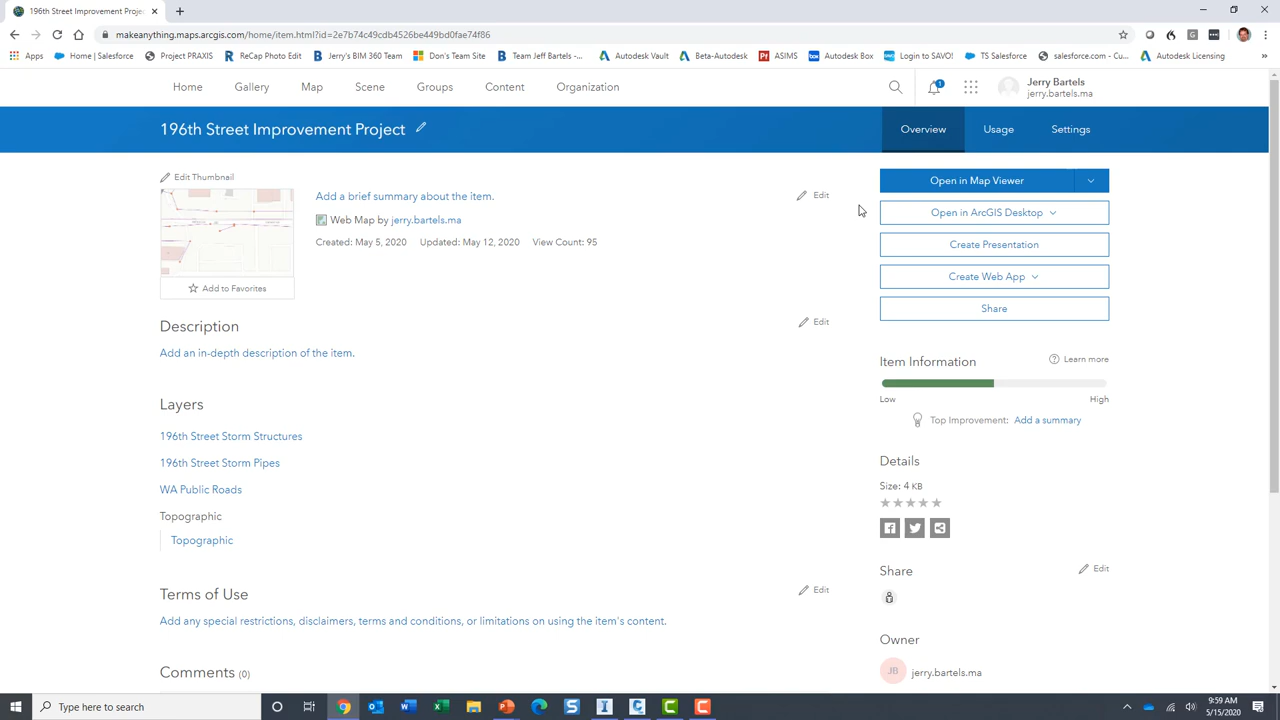 196th Street Improvement Projec
makeanything.maps.arcgis.com/home/item.html?id=2e7b74c49cdb4526be449bd0fae74f86
Apps
Home | Salesforce
Project PRAXIS
ReCap Photo Edit
Jerry's BIM 360 Team
Don's Team Site
Team Jeff Bartels -...
Autodesk Vault
Beta-Autodesk
ASIMS
Autodesk Box
Login to SAVO!
TS Salesforce
salesforce.com - Cu...
Autodesk Licensing
»
Home
Gallery
Map
Scene
Groups
Content
Organization
1
Jerry Bartels
jerry.bartels.ma
196th Street Improvement Project
Overview
Usage
Settings
Edit Thumbnail
Add to Favorites
Add a brief summary about the item.
Edit
Web Map by jerry.bartels.ma
Created: May 5, 2020 Updated: May 12, 2020 View Count: 95
Open in Map Viewer
Open in ArcGIS Desktop
Create Presentation
Create Web App
Share
Description
Edit
Add an in-depth description of the item.
Item Information
Learn more
Low
High
Top Improvement: Add a summary
Layers
196th Street Storm Structures
196th Street Storm Pipes
WA Public Roads
Topographic
Topographic
Details
Size: 4 KB
Share
Edit
Terms of Use
Edit
Add any special restrictions, disclaimers, terms and conditions, or limitations on using the item's content.
Owner
JB
jerry.bartels.ma
Comments (0)
Type here to search
9:59 AM
5/15/2020